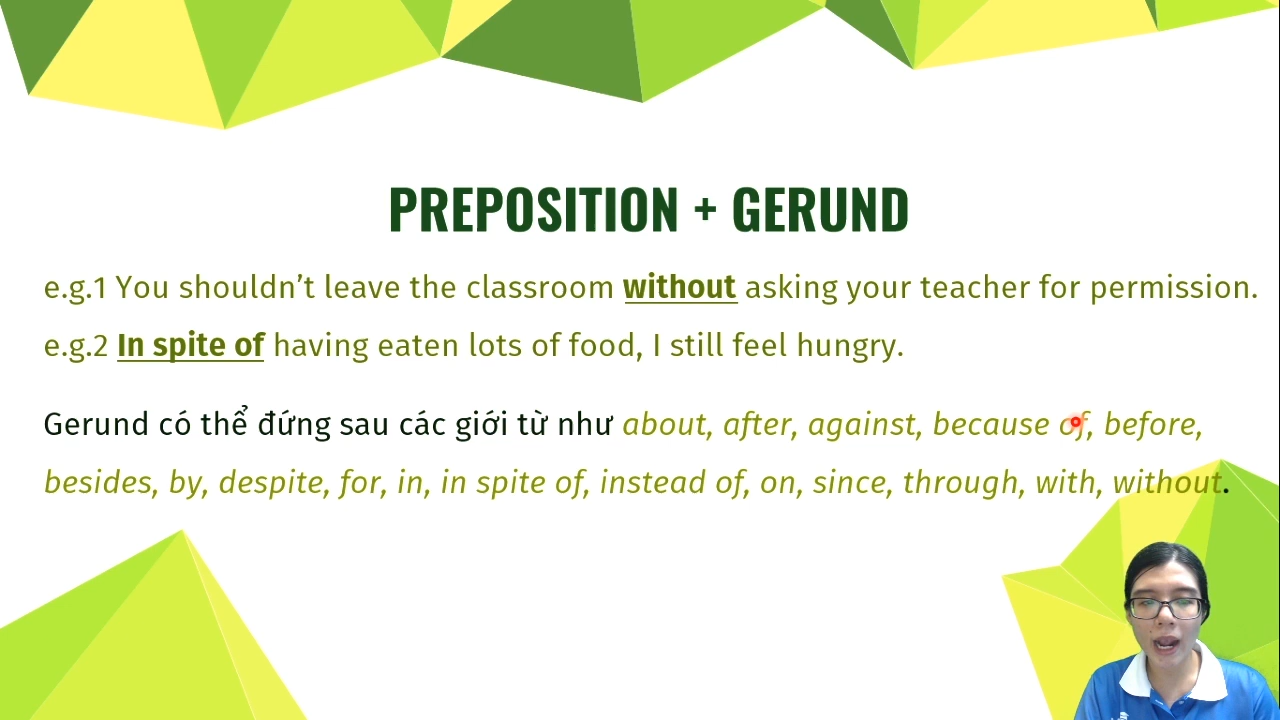 PREPOSITION + GERUND
e.g.1 You shouldn’t leave the classroom without asking your teacher for permission.
e.g.2 In spite of having eaten lots of food, I still feel hungry.
Gerund có thể đứng sau các giới từ như about, after, against, because of, before,
besides, by, despite, for, in, in spite of, instead of, on, since, through, with, without.